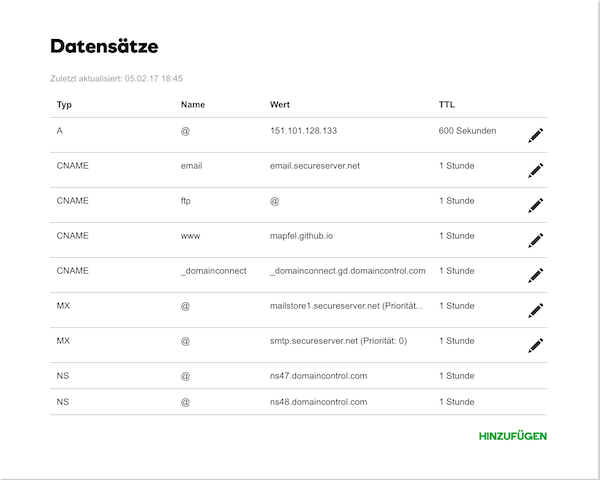 Datensätze
Zuletzt aktualisiert: 05.02.17 18:45
Typ Name Wert TTL
A @ 151.101.128.133 600 Sekunden
CNAME email email.secureserver.net 1 Stunde
CNAME ftp @ 1 Stunde
CNAME www mapfel.github.io 1 Stunde
CNAME _domainconnect _domainconnect.gd.domaincontrol.com 1 Stunde
MX @ mailstore1.secureserver.net (Priorität... 1 Stunde
MX @ smtp.secureserver.net (Priorität: 0) 1 Stunde
NS @ ns47.domaincontrol.com 1 Stunde
NS @ ns48.domaincontrol.com 1 Stunde
HINZUFÜGEN